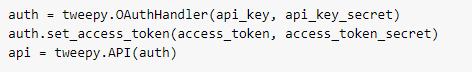 auth = tweepy.OAuthHandler(api_key, api_key_secret)
auth.set_access_token(access_token, access_token_secret)
api = tweepy.API(auth)